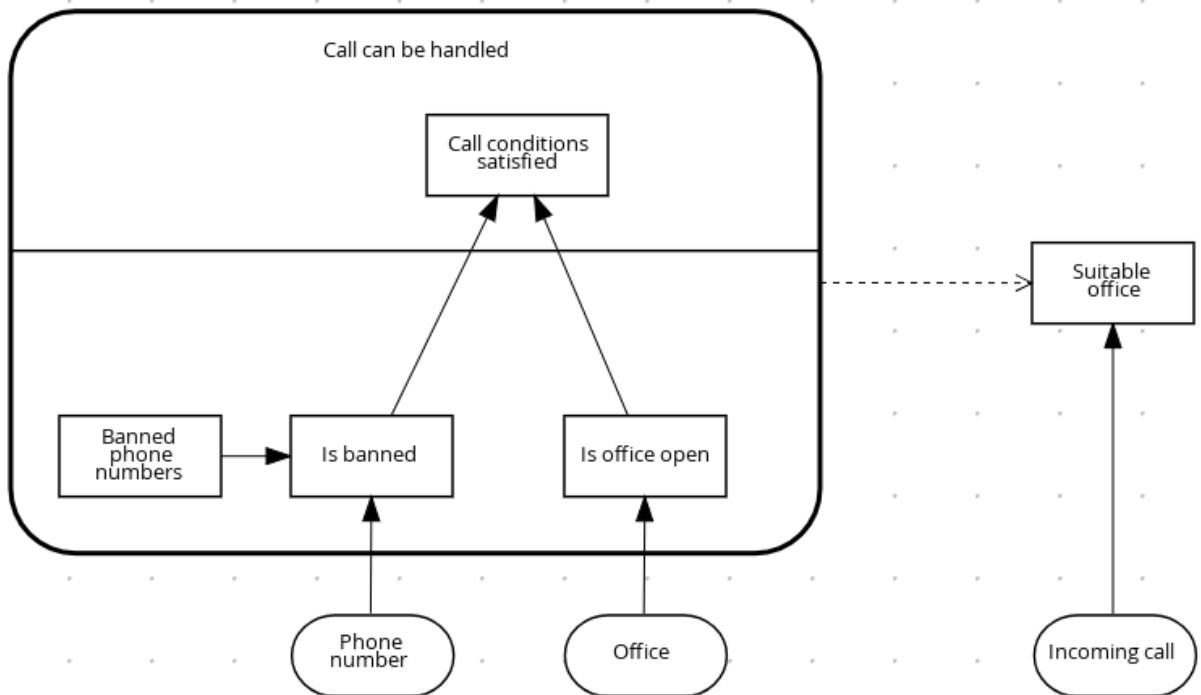 Call can be handled
Call conditions
satisfied
Suitable
office
Banned
phone
numbers
Is banned
Is office open
Phone
number
Office
Incoming call